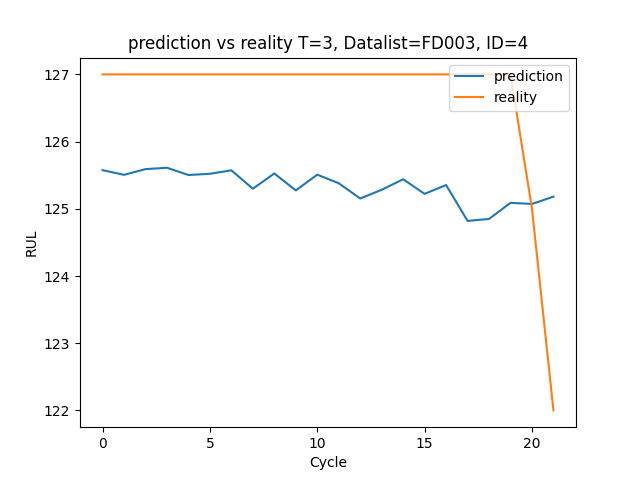 prediction vs reality T=3, Datalist=FD003, ID=4
prediction
reality
127
126
125
124
123
122
RUL
0 5 10 15 20
Cycle